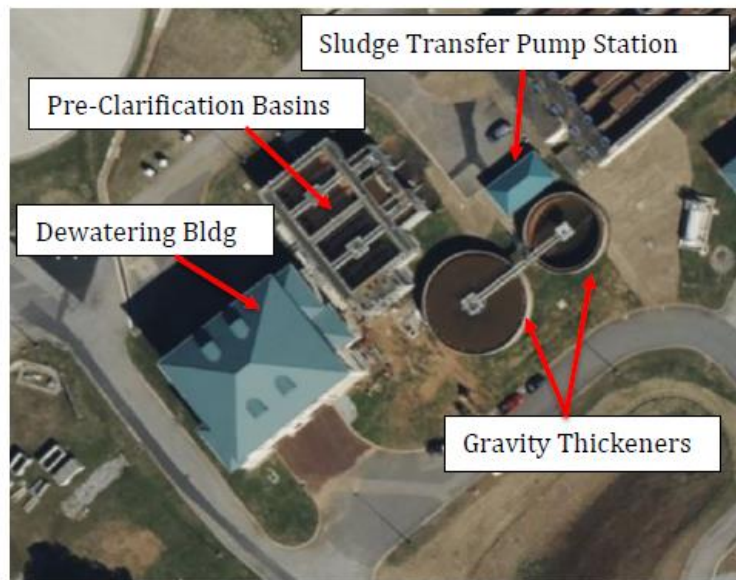 Sludge Transfer Pump Station
Pre-Clarification Basins
Dewatering Bldg
Gravity Thickeners